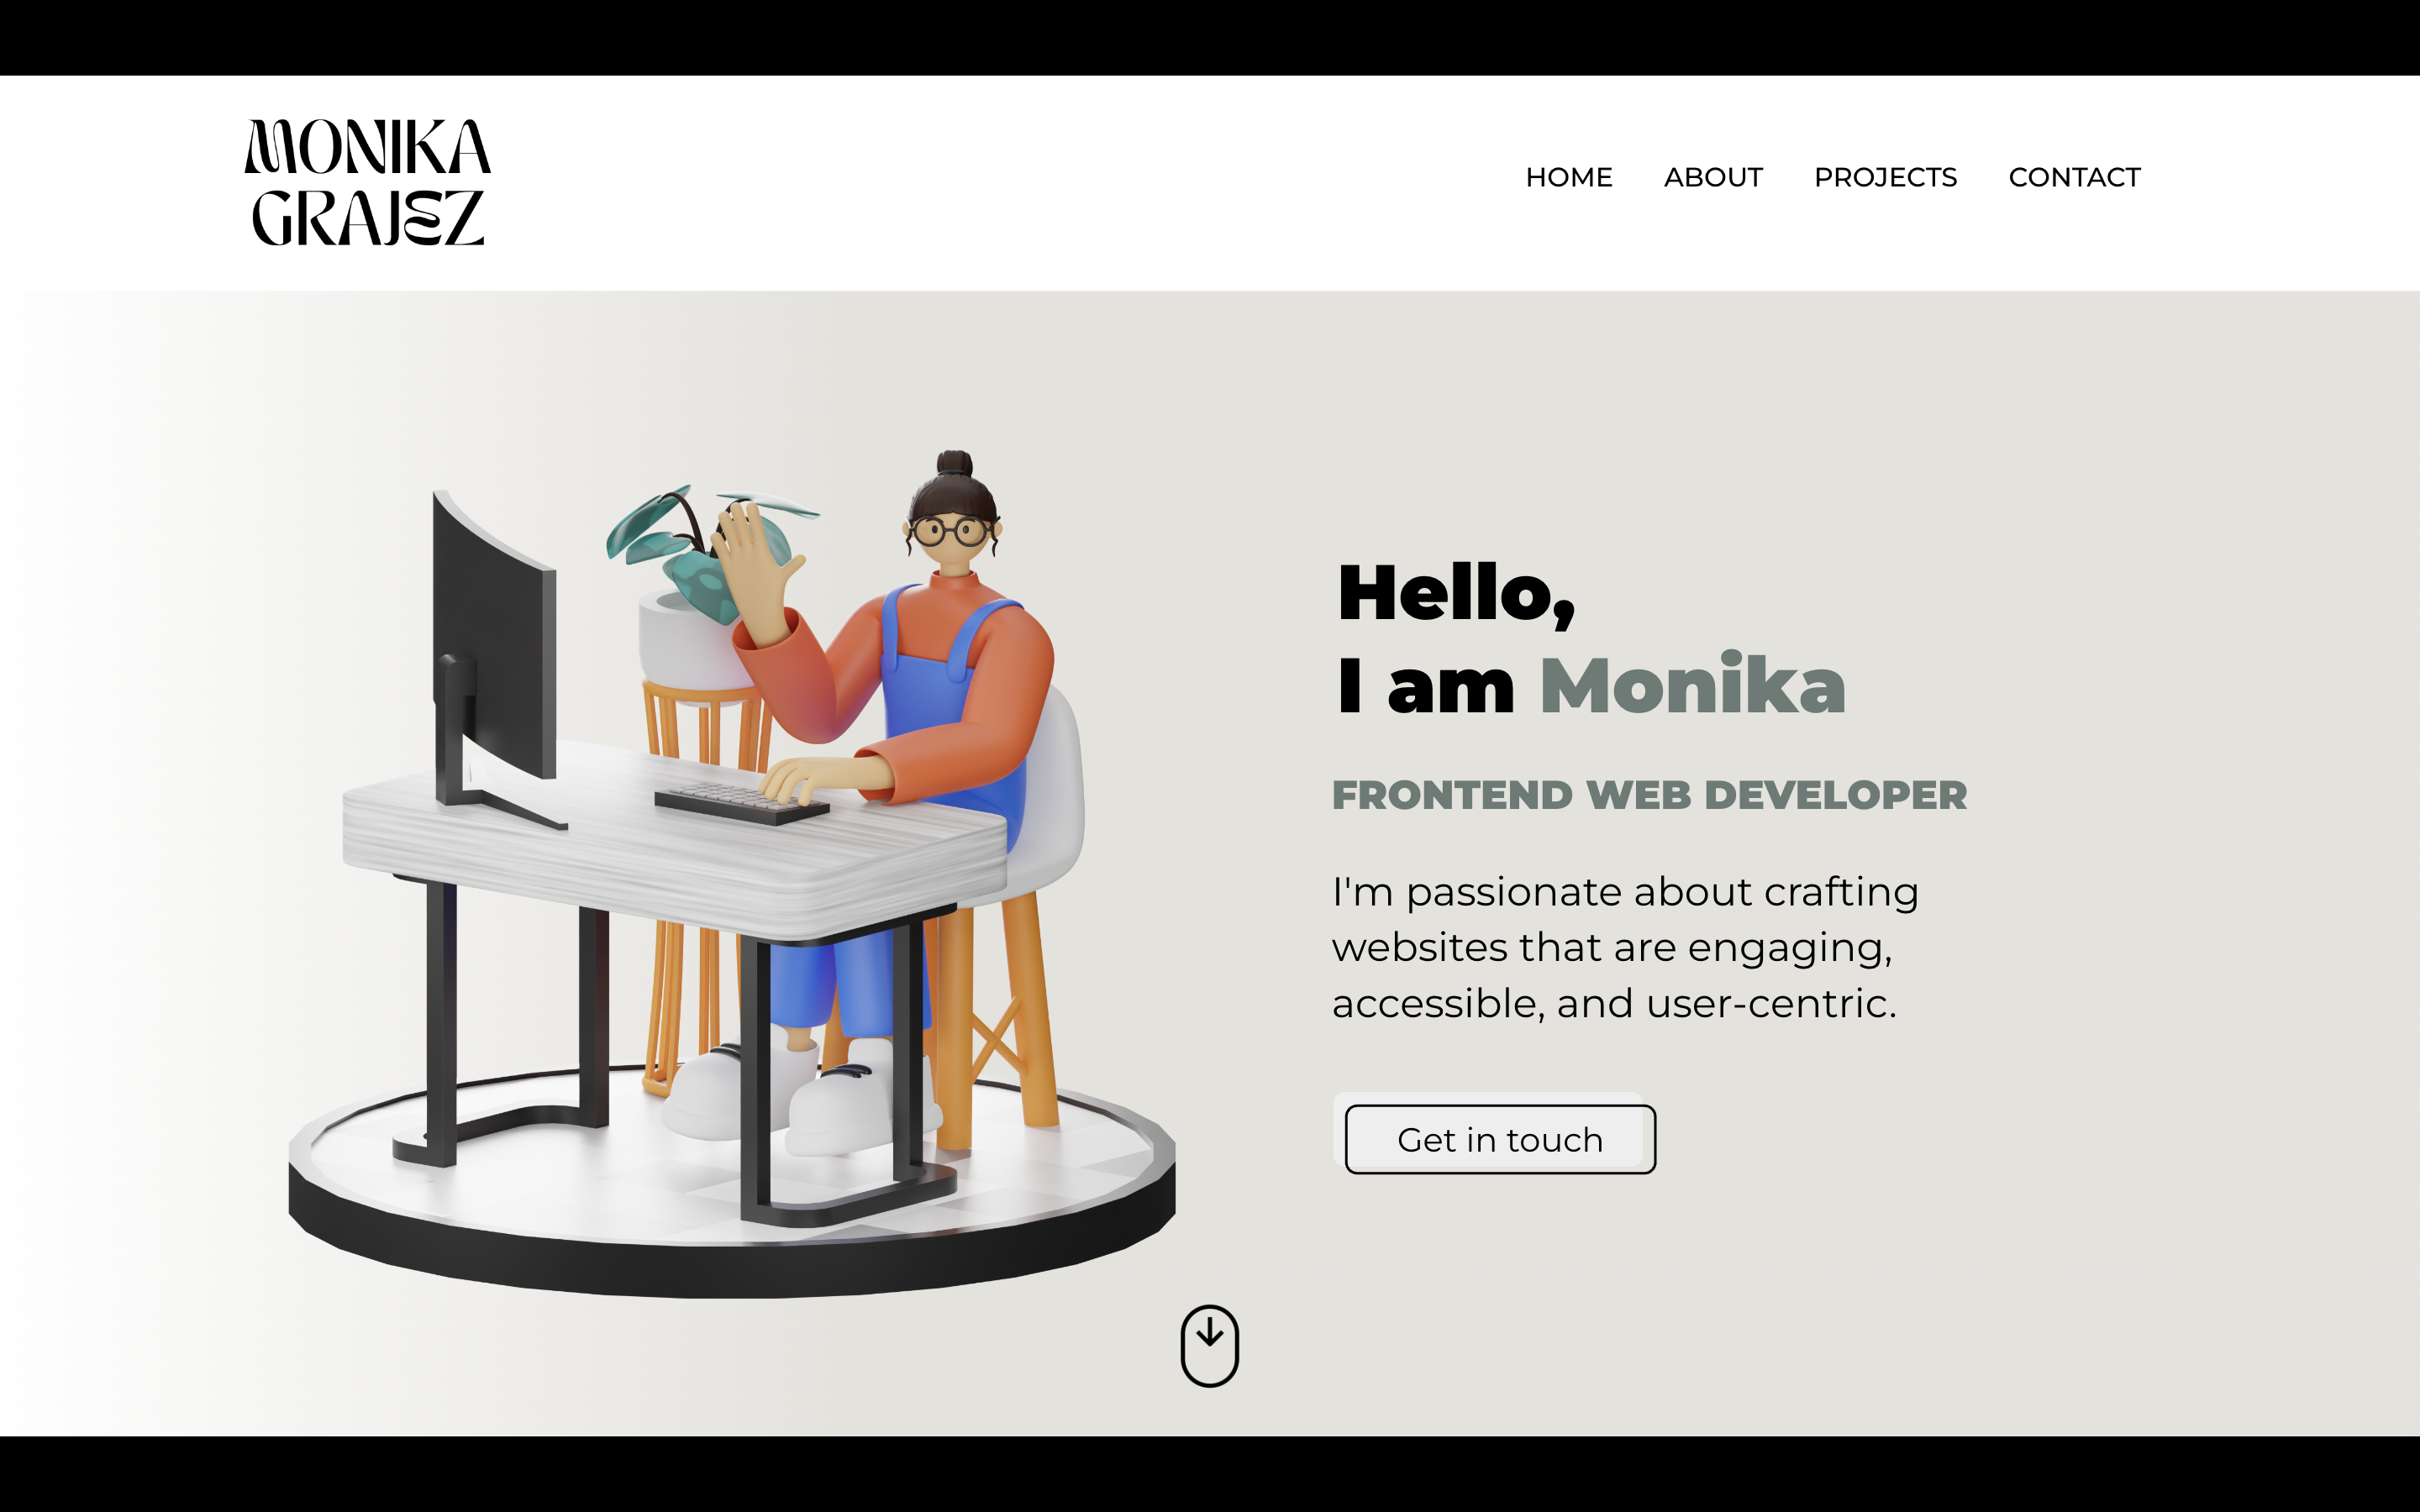 MONIKA
GRAJEZ
HOME ABOUT PROJECTS CONTACT
Hello,
I am Monika
FRONTEND WEB DEVELOPER
I'm passionate about crafting
websites that are engaging,
accessible, and user-centric.
Get in touch